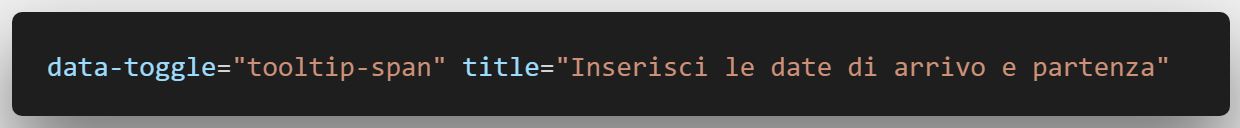 data-toggle="tooltip-span" title="Inserisci le date di arrivo e partenza"